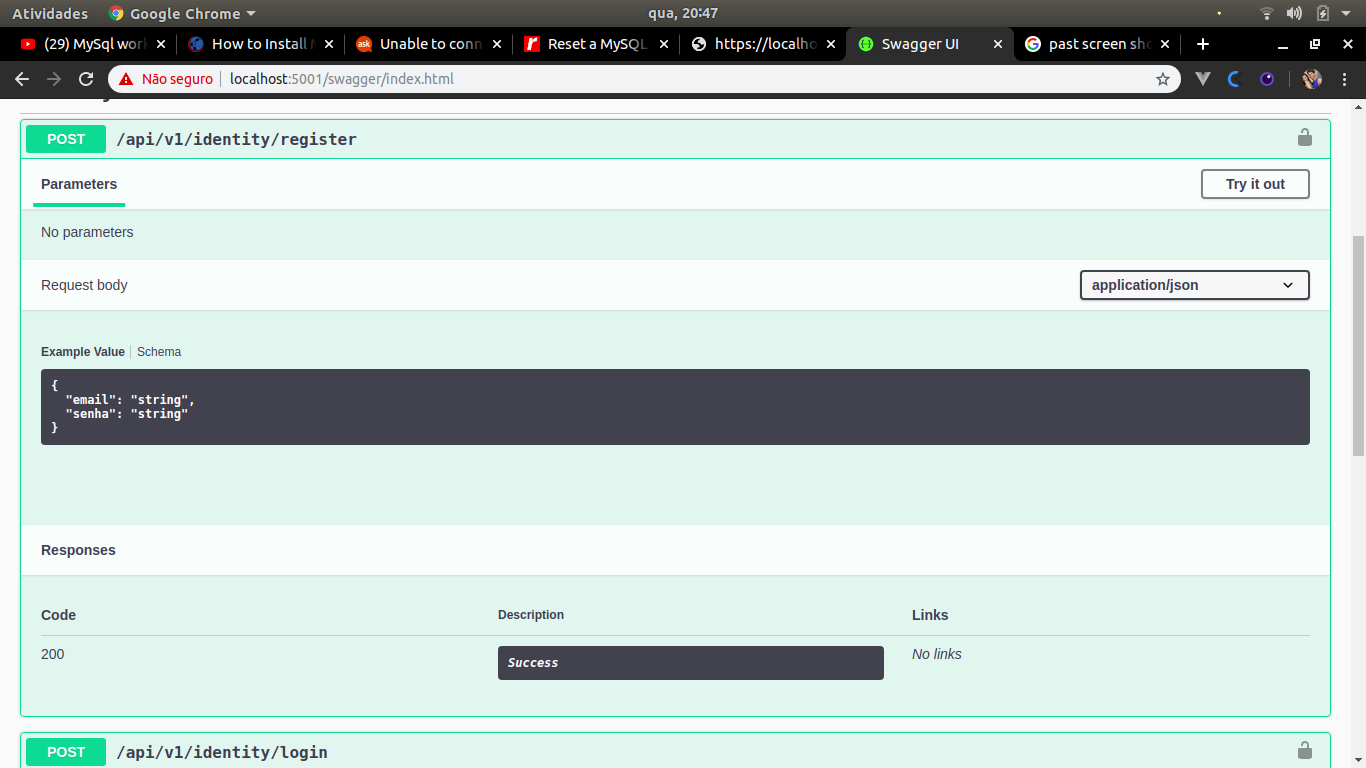 Atividades Google Chrome qua, 20:47
(29) MySql wor How to Install Unable to conn Reset a MySQL https://localho Swagger UI past screen sho
Não seguro localhost:5001/swagger/index.html
POST /api/v1/identity/register
Parameters Try it out
No parameters
Request body application/json
Example Value Schema
{
"email": "string",
"senha": "string"
}
Responses
Code Description Links
200 Success No links
POST /api/v1/identity/login